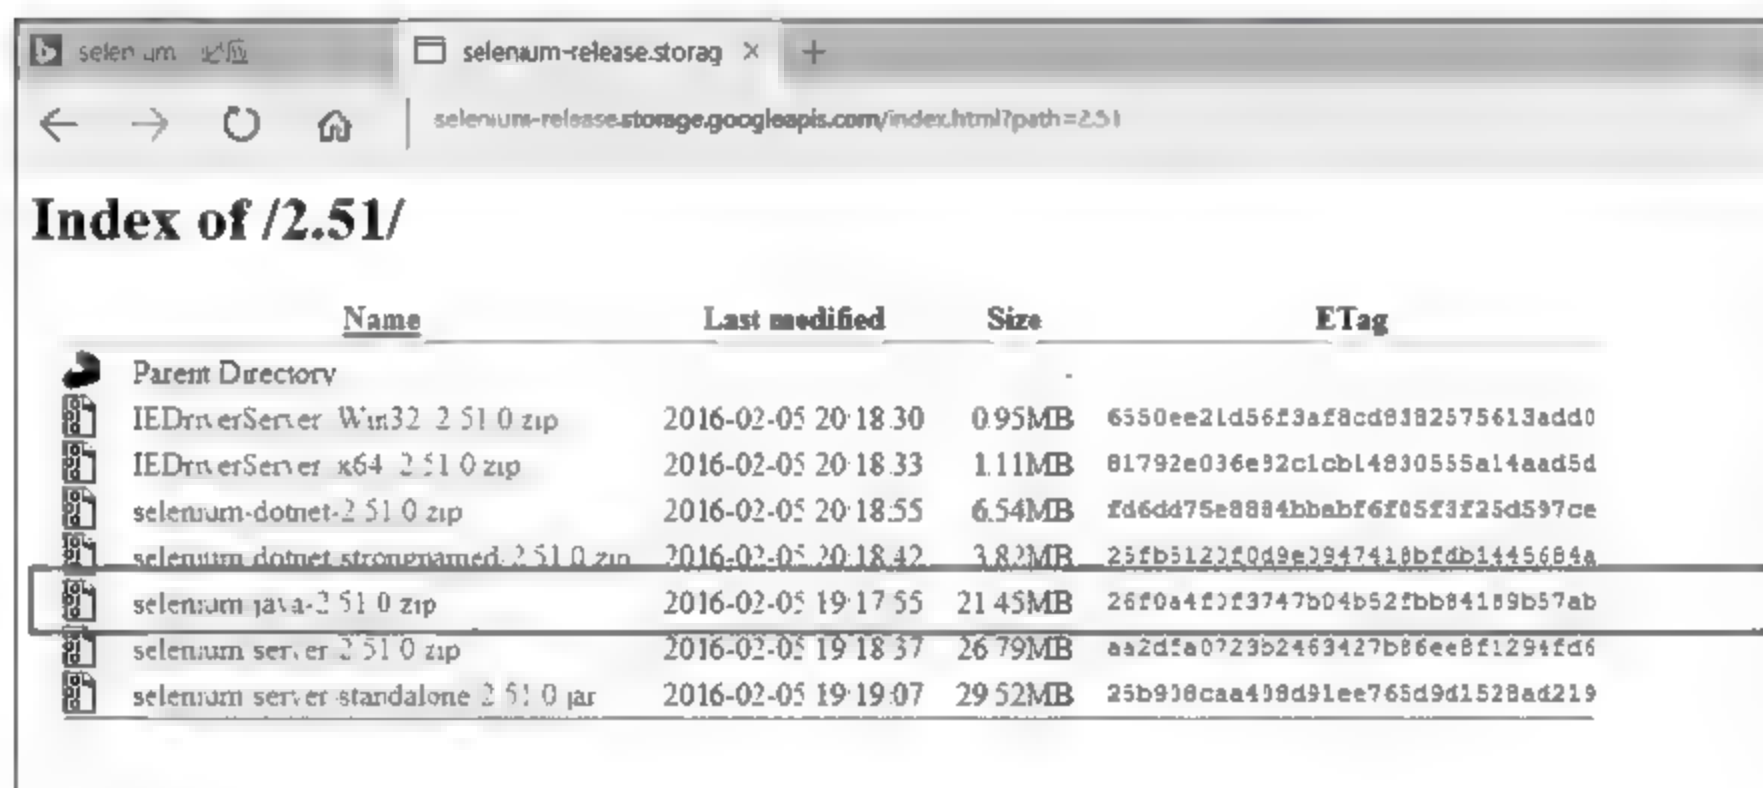 selenium 必应
selenium-release.storag × +
selenium-release.storage.googleapis.com/index.html?path=2.51
Index of /2.51/
Name Last modified Size ETag
Parent Directory -
IEDriverServer_Win32_2.51.0.zip 2016-02-05 20:18:30 0.95MB
IEDriverServer_x64_2.51.0.zip 2016-02-05 20:18:33 1.11MB
selenium-dotnet-2.51.0.zip 2016-02-05 20:18:55 6.54MB
selenium-dotnet-strongnamed-2.51.0.zip 2016-02-05 20:18:42 3.82MB
selenium-java-2.51.0.zip 2016-02-05 19:17:55 21.45MB
selenium-server-2.51.0.zip 2016-02-05 19:18:37 26.79MB
selenium-server-standalone-2.51.0.jar 2016-02-05 19:19:07 29.52MB